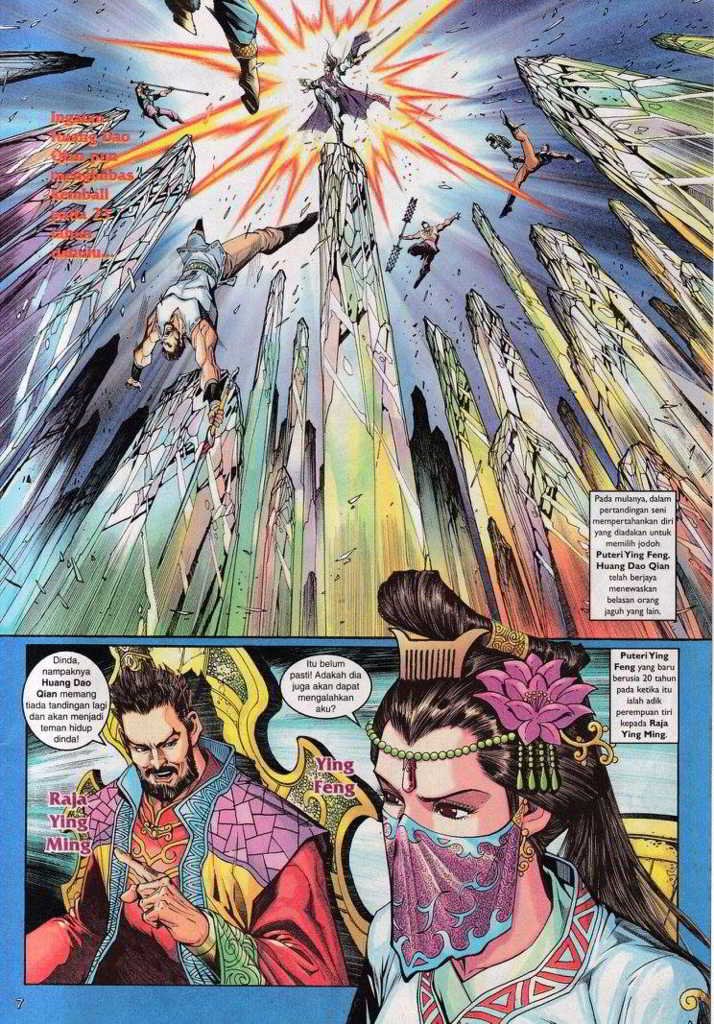 Ingatan
Huang Dao
Qian pun
mengimbas
kembali
pada 25
tahun
dahulu...
Pada mulanya, dalam
pertandingan seni
mempertahankan diri
yang diadakan untuk
memilih jodoh
Puteri Ying Feng,
Huang Dao Qian
telah berjaya
menewaskan
belasan orang
jaguh yang lain.
Dinda,
nampaknya
Huang Dao
Qian memang
tiada tandingan lagi
dan akan menjadi
teman hidup
dinda!
Raja
Ying
Ming
Itu belum
pasti! Adakah dia
juga akan dapat
mengalahkan
aku?
Ying
Feng
Puteri Ying
Feng yang baru
berusia 20 tahun
pada ketika itu
ialah adik
perempuan tiri
kepada Raja
Ying Ming.
7